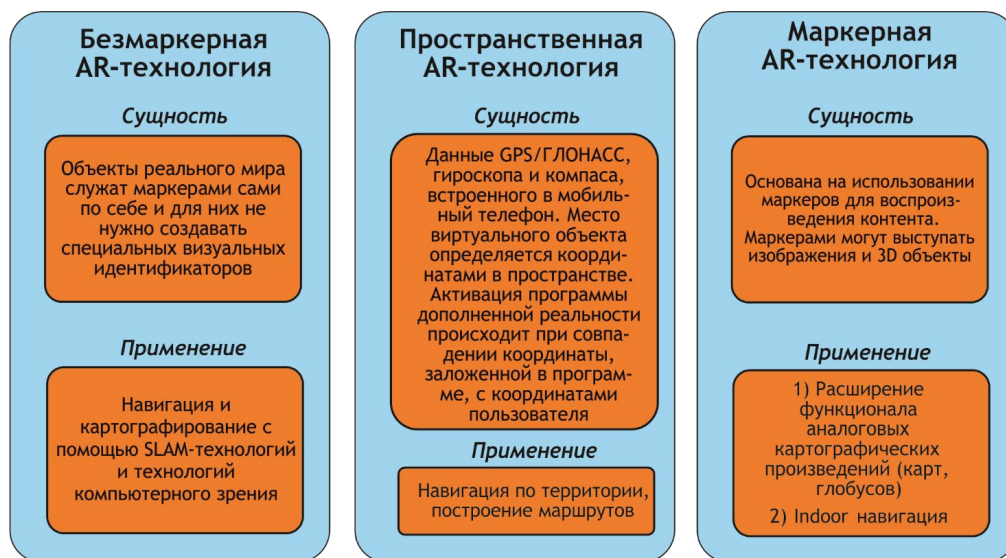 Безмаркерная
AR-технология
Сущность
Объекты реального мира
служат маркерами сами
по себе и для них не
нужно создавать
специальных визуальных
идентификаторов
Применение
Навигация и
картографирование с
помощью SLAM-технологий
и технологий
компьютерного зрения
Пространственная
AR-технология
Сущность
Данные GPS/ГЛОНАСС,
гироскопа и компаса,
встроенного в мобиль-
ный телефон. Место
виртуального объекта
определяется коорди-
натами в пространстве.
Активация программы
дополненной реальности
происходит при совпа-
дении координаты,
заложенной в програм-
ме, с координатами
пользователя
Применение
Навигация по территории,
построение маршрутов
Маркерная
AR-технология
Сущность
Основана на использовании
маркеров для воспроиз-
ведения контента.
Маркерами могут выступать
изображения и 3D объекты
Применение
1) Расширение
функционала
аналоговых
картографических
произведений (карт,
глобусов)
2) Indoor навигация